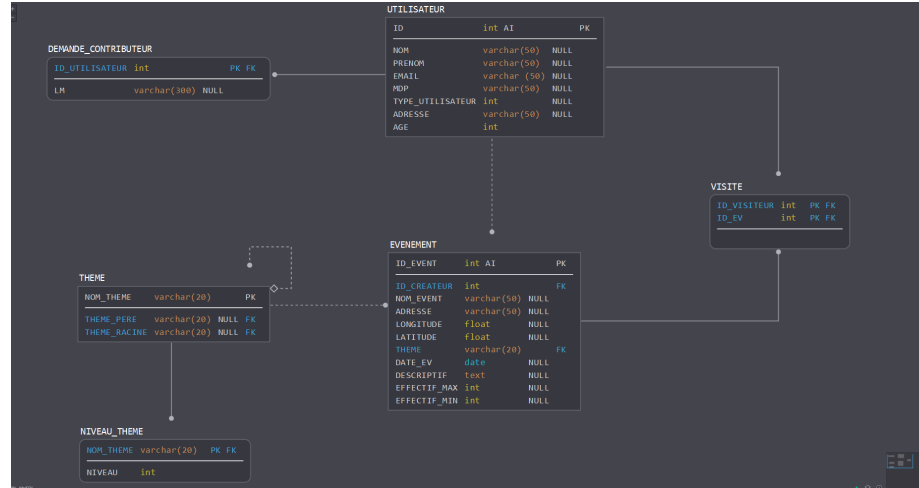 UTILISATEUR
ID int AI PK
NOM varchar(50) NULL
PRENOM varchar(50) NULL
EMAIL varchar (50) NULL
MDP varchar(50) NULL
TYPE_UTILISATEUR int NULL
ADRESSE varchar(50) NULL
AGE int
DEMANDE_CONTRIBUTEUR
ID_UTILISATEUR int PK FK
LM varchar(300) NULL
VISITE
ID_VISITEUR int PK FK
ID_EV int PK FK
EVENEMENT
ID_EVENT int AI PK
ID_CREATEUR int FK
NOM_EVENT varchar(50) NULL
ADRESSE varchar(50) NULL
LONGITUDE float NULL
LATITUDE float NULL
THEME varchar(20) FK
DATE_EV date NULL
DESCRIPTIF text NULL
EFFECTIF_MAX int NULL
EFFECTIF_MIN int NULL
THEME
NOM_THEME varchar(20) PK
THEME_PERE varchar(20) NULL FK
THEME_RACINE varchar(20) NULL FK
NIVEAU_THEME
NOM_THEME varchar(20) PK FK
NIVEAU int